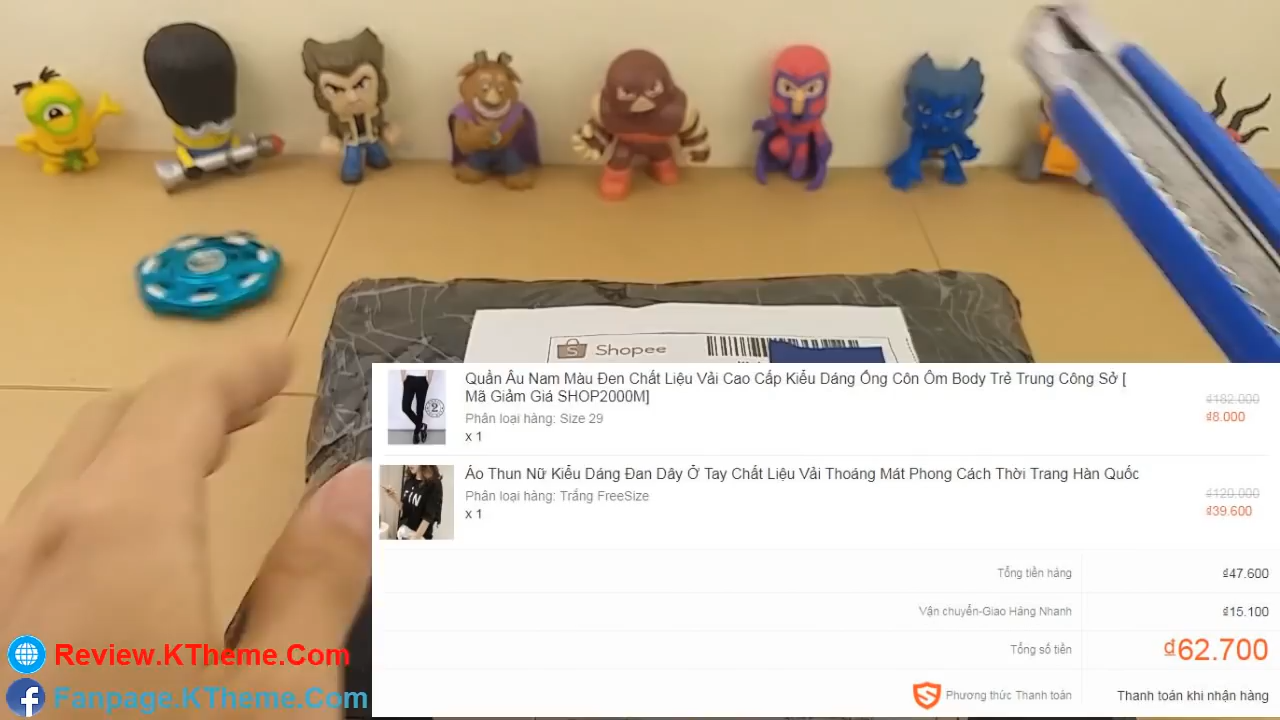 Shopee
Quần Âu Nam Màu Đen Chất Liệu Vải Cao Cấp Kiểu Dáng Ống Côn Ôm Body Trẻ Trung Công Sở [
Mã Giảm Giá SHOP2000M]
Phân loại hàng: Size 29
x 1
₫182.000
₫8.000
Áo Thun Nữ Kiểu Dáng Đan Dây Ở Tay Chất Liệu Vải Thoáng Mát Phong Cách Thời Trang Hàn Quốc
Phân loại hàng: Trắng FreeSize
x 1
₫120.000
₫39.600
Tổng tiền hàng ₫47.600
Vận chuyển-Giao Hàng Nhanh ₫15.100
Tổng số tiền ₫62.700
Phương thức Thanh toán Thanh toán khi nhận hàng
Review.KTheme.Com
Fanpage.KTheme.Com